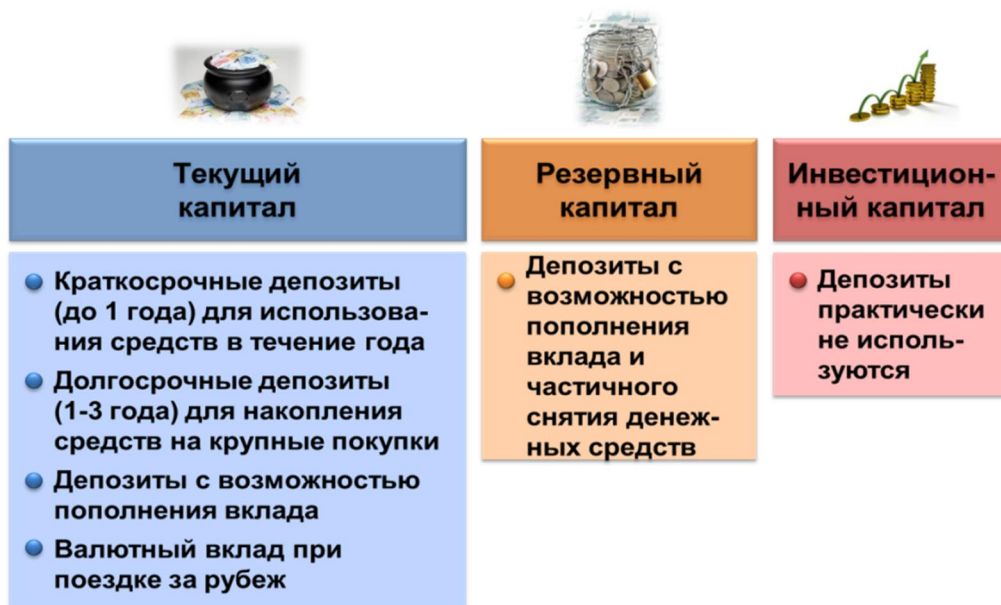 Текущий
капитал
Краткосрочные депозиты
(до 1 года) для использова-
ния средств в течение года
Долгосрочные депозиты
(1-3 года) для накопления
средств на крупные покупки
Депозиты с возможностью
пополнения вклада
Валютный вклад при
поездке за рубеж
Резервный
капитал
Депозиты с
возможностью
пополнения
вклада и
частичного
снятия денеж-
ных средств
Инвестицион-
ный капитал
Депозиты
практически
не исполь-
зуются